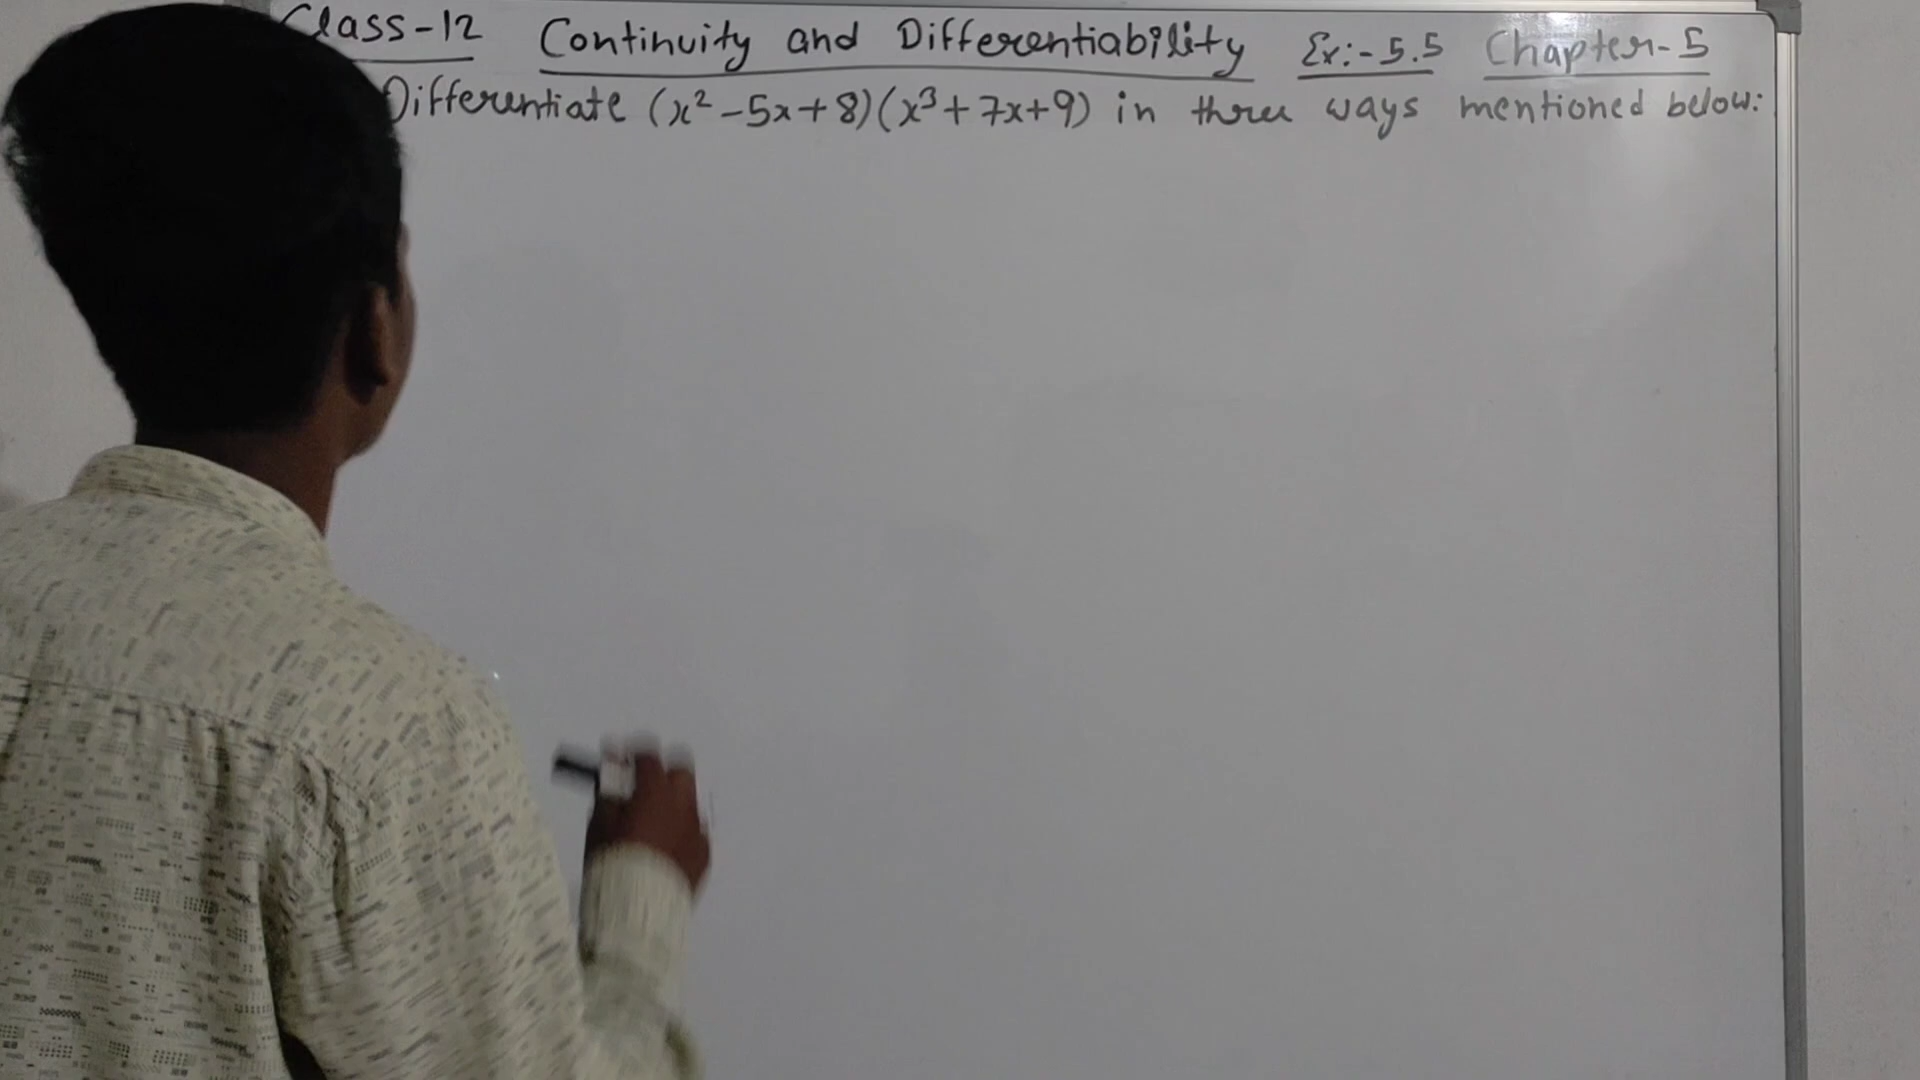 Class-12 Continuity and Differentiability Ex:-5.5 Chapter-5
Differentiate (x²-5x+8)(x³+7x+9) in three ways mentioned below: